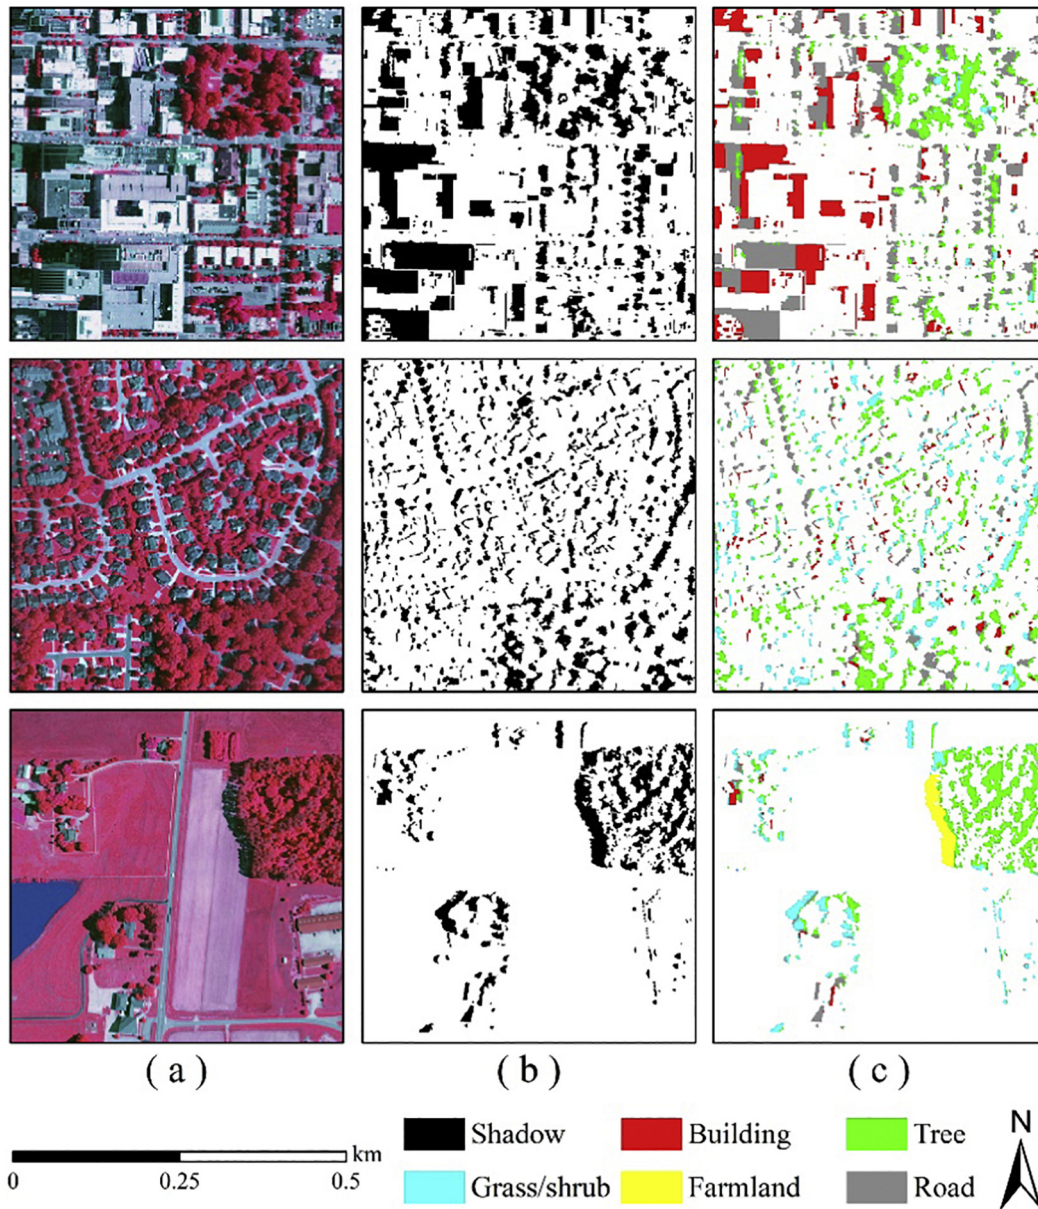 ( a )
( b )
( c )
Shadow
Building
Tree
N
km
0
0.25
0.5
Grass/shrub
Farmland
Road